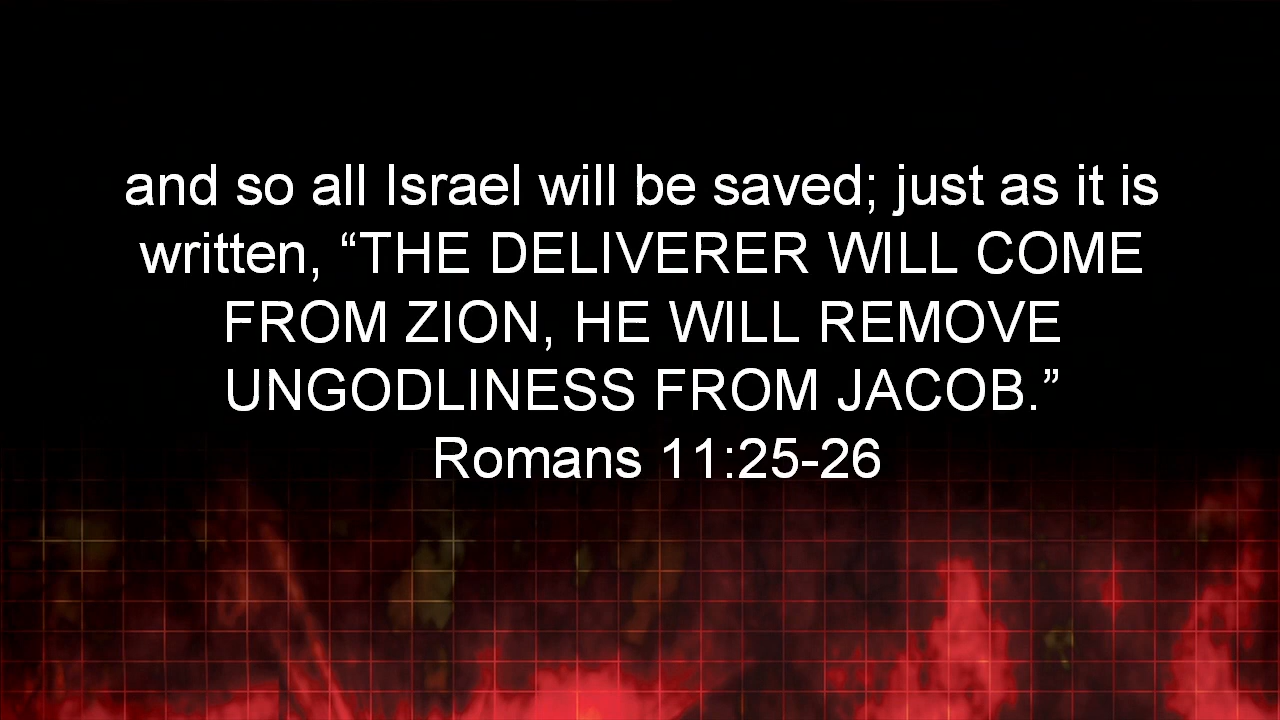 and so all Israel will be saved; just as it is
written, “THE DELIVERER WILL COME
FROM ZION, HE WILL REMOVE
UNGODLINESS FROM JACOB.”
Romans 11:25-26